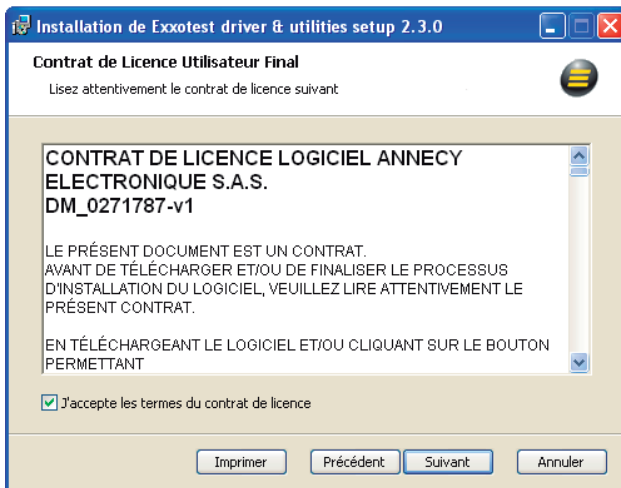 Installation de Exxotest driver & utilities setup 2.3.0
Contrat de Licence Utilisateur Final
Lisez attentivement le contrat de licence suivant
CONTRAT DE LICENCE LOGICIEL ANNECY
ELECTRONIQUE S.A.S.
DM_0271787-v1
LE PRÉSENT DOCUMENT EST UN CONTRAT.
AVANT DE TÉLÉCHARGER ET/OU DE FINALISER LE PROCESSUS
D'INSTALLATION DU LOGICIEL, VEUILLEZ LIRE ATTENTIVEMENT LE
PRÉSENT CONTRAT.
EN TÉLÉCHARGEANT LE LOGICIEL ET/OU CLIQUANT SUR LE BOUTON
PERMETTANT
J'accepte les termes du contrat de licence
Imprimer Précédent Suivant Annuler